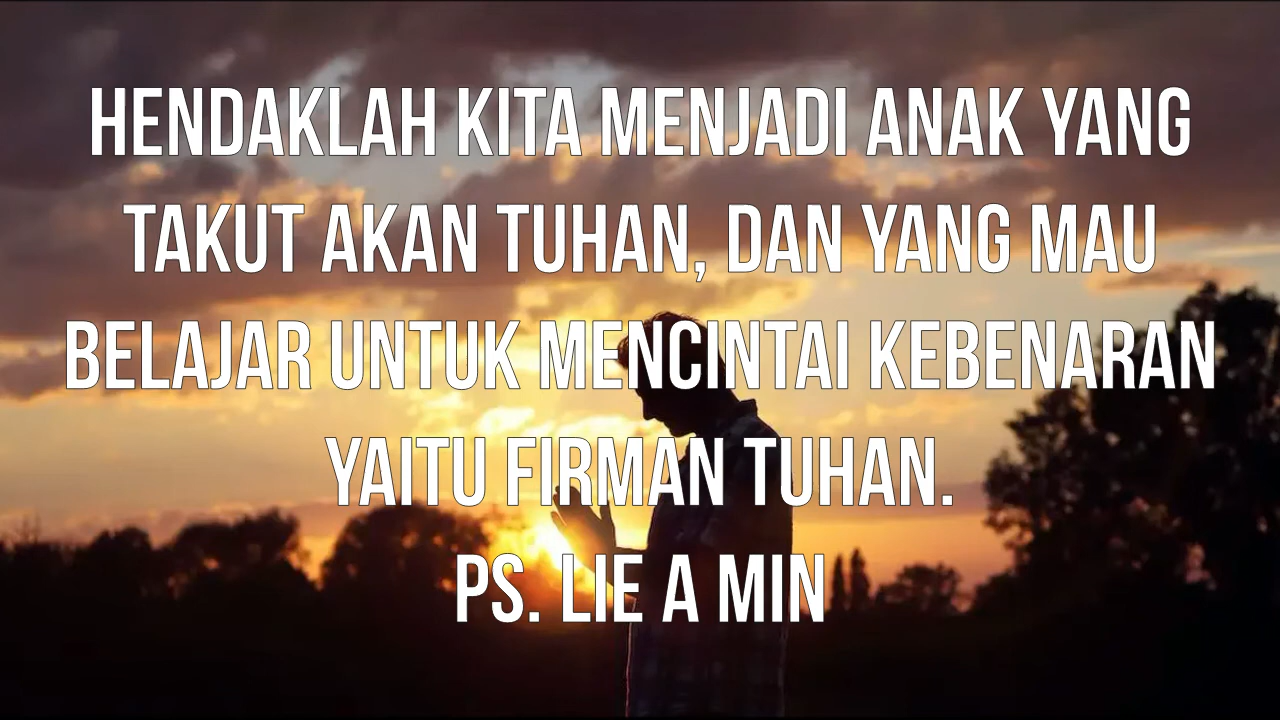 HENDAKLAH KITA MENJADI ANAK YANG
TAKUT AKAN TUHAN, DAN YANG MAU
BELAJAR UNTUK MENCINTAI KEBENARAN
YAITU FIRMAN TUHAN.
PS. LIE A MIN